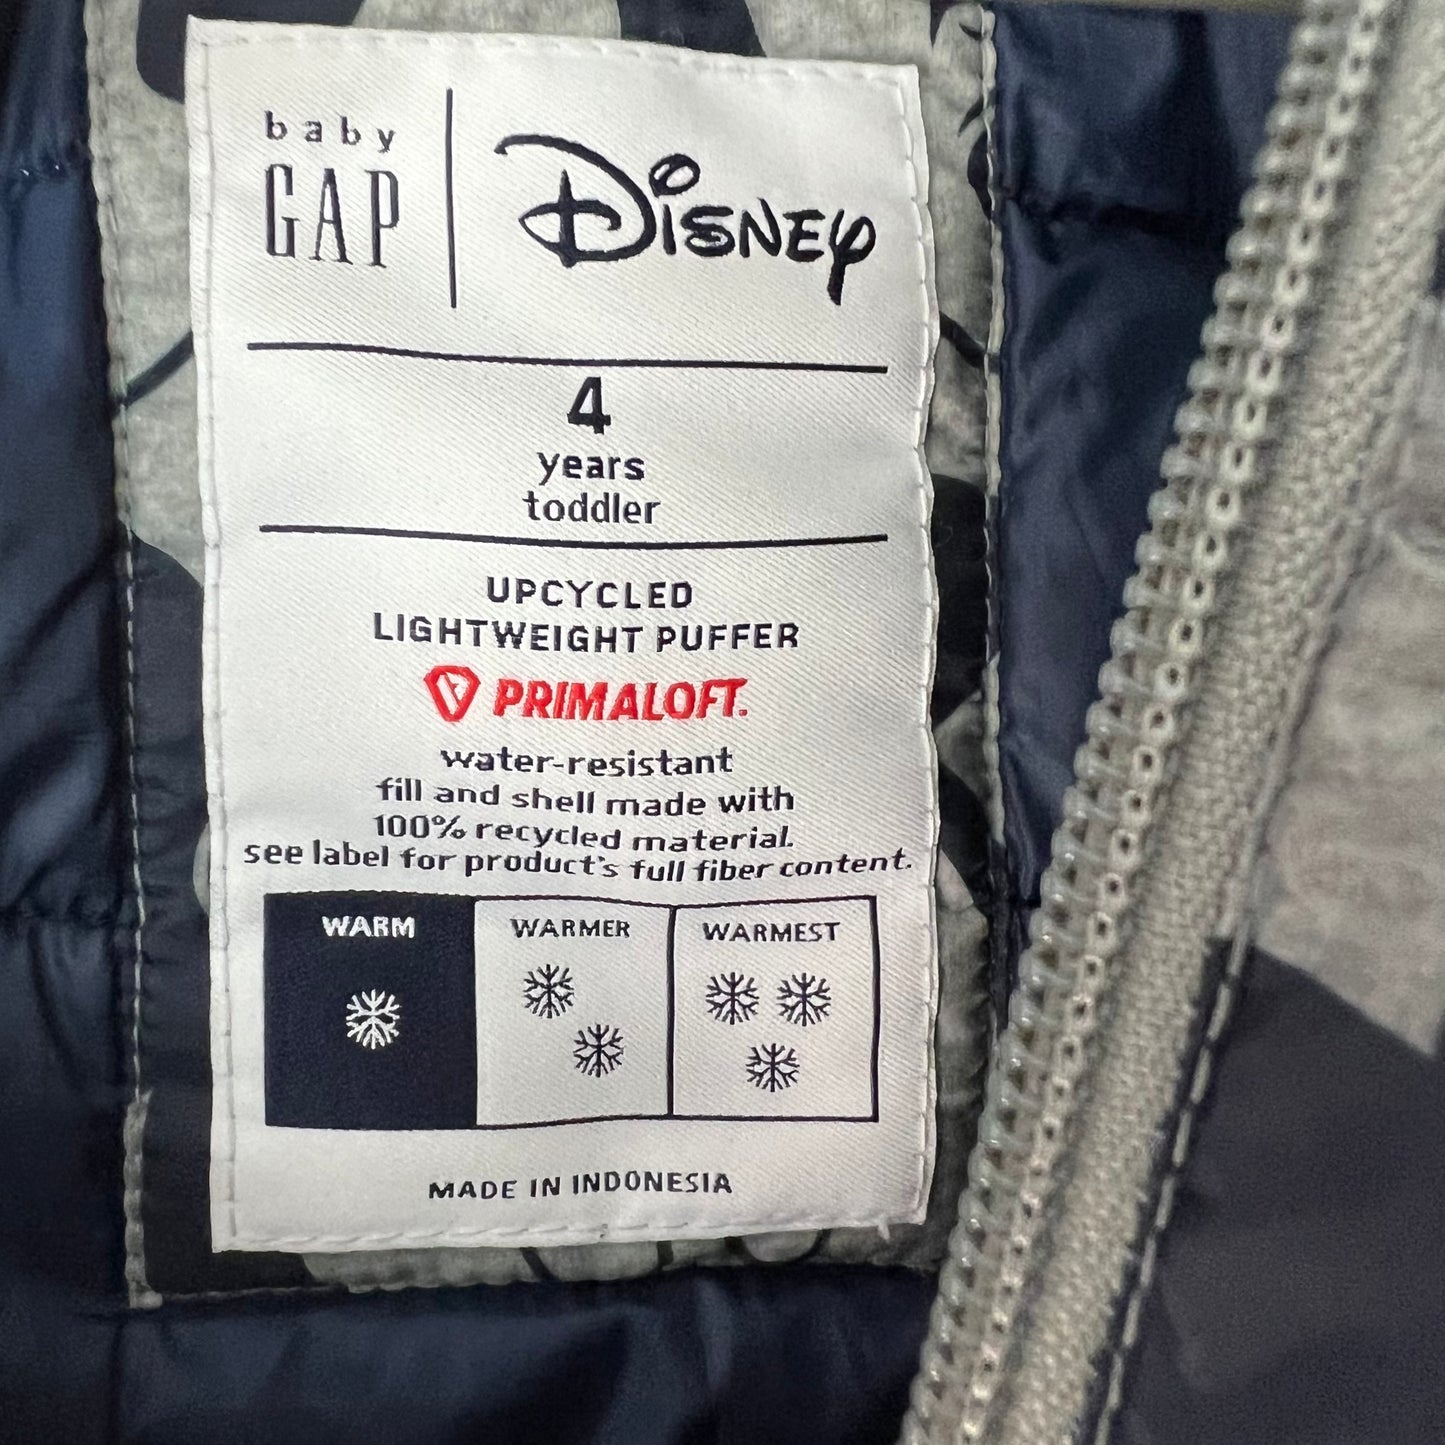 baby
GAP
Disney
4
years
toddler
UPCYCLED
LIGHTWEIGHT PUFFER
PRIMALOFT.
water-resistant
fill and shell made with
100% recycled material.
see label for product's full fiber content.
WARM
WARMER
WARMEST
MADE IN INDONESIA